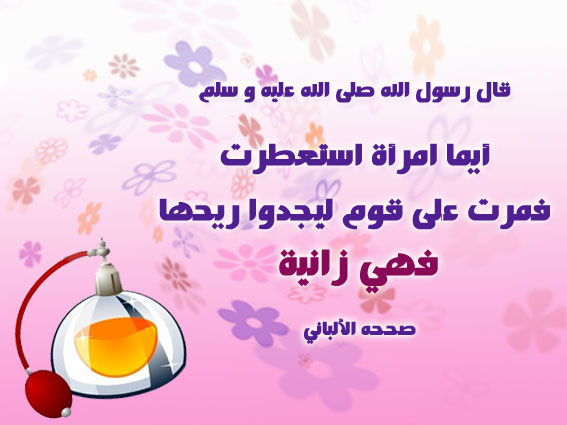 قال رسول الله صلى الله عليه و سلم
أيما امرأة استعطرت
فمرت على قوم ليجدوا ريحها
فهي زانية
صححه الألباني